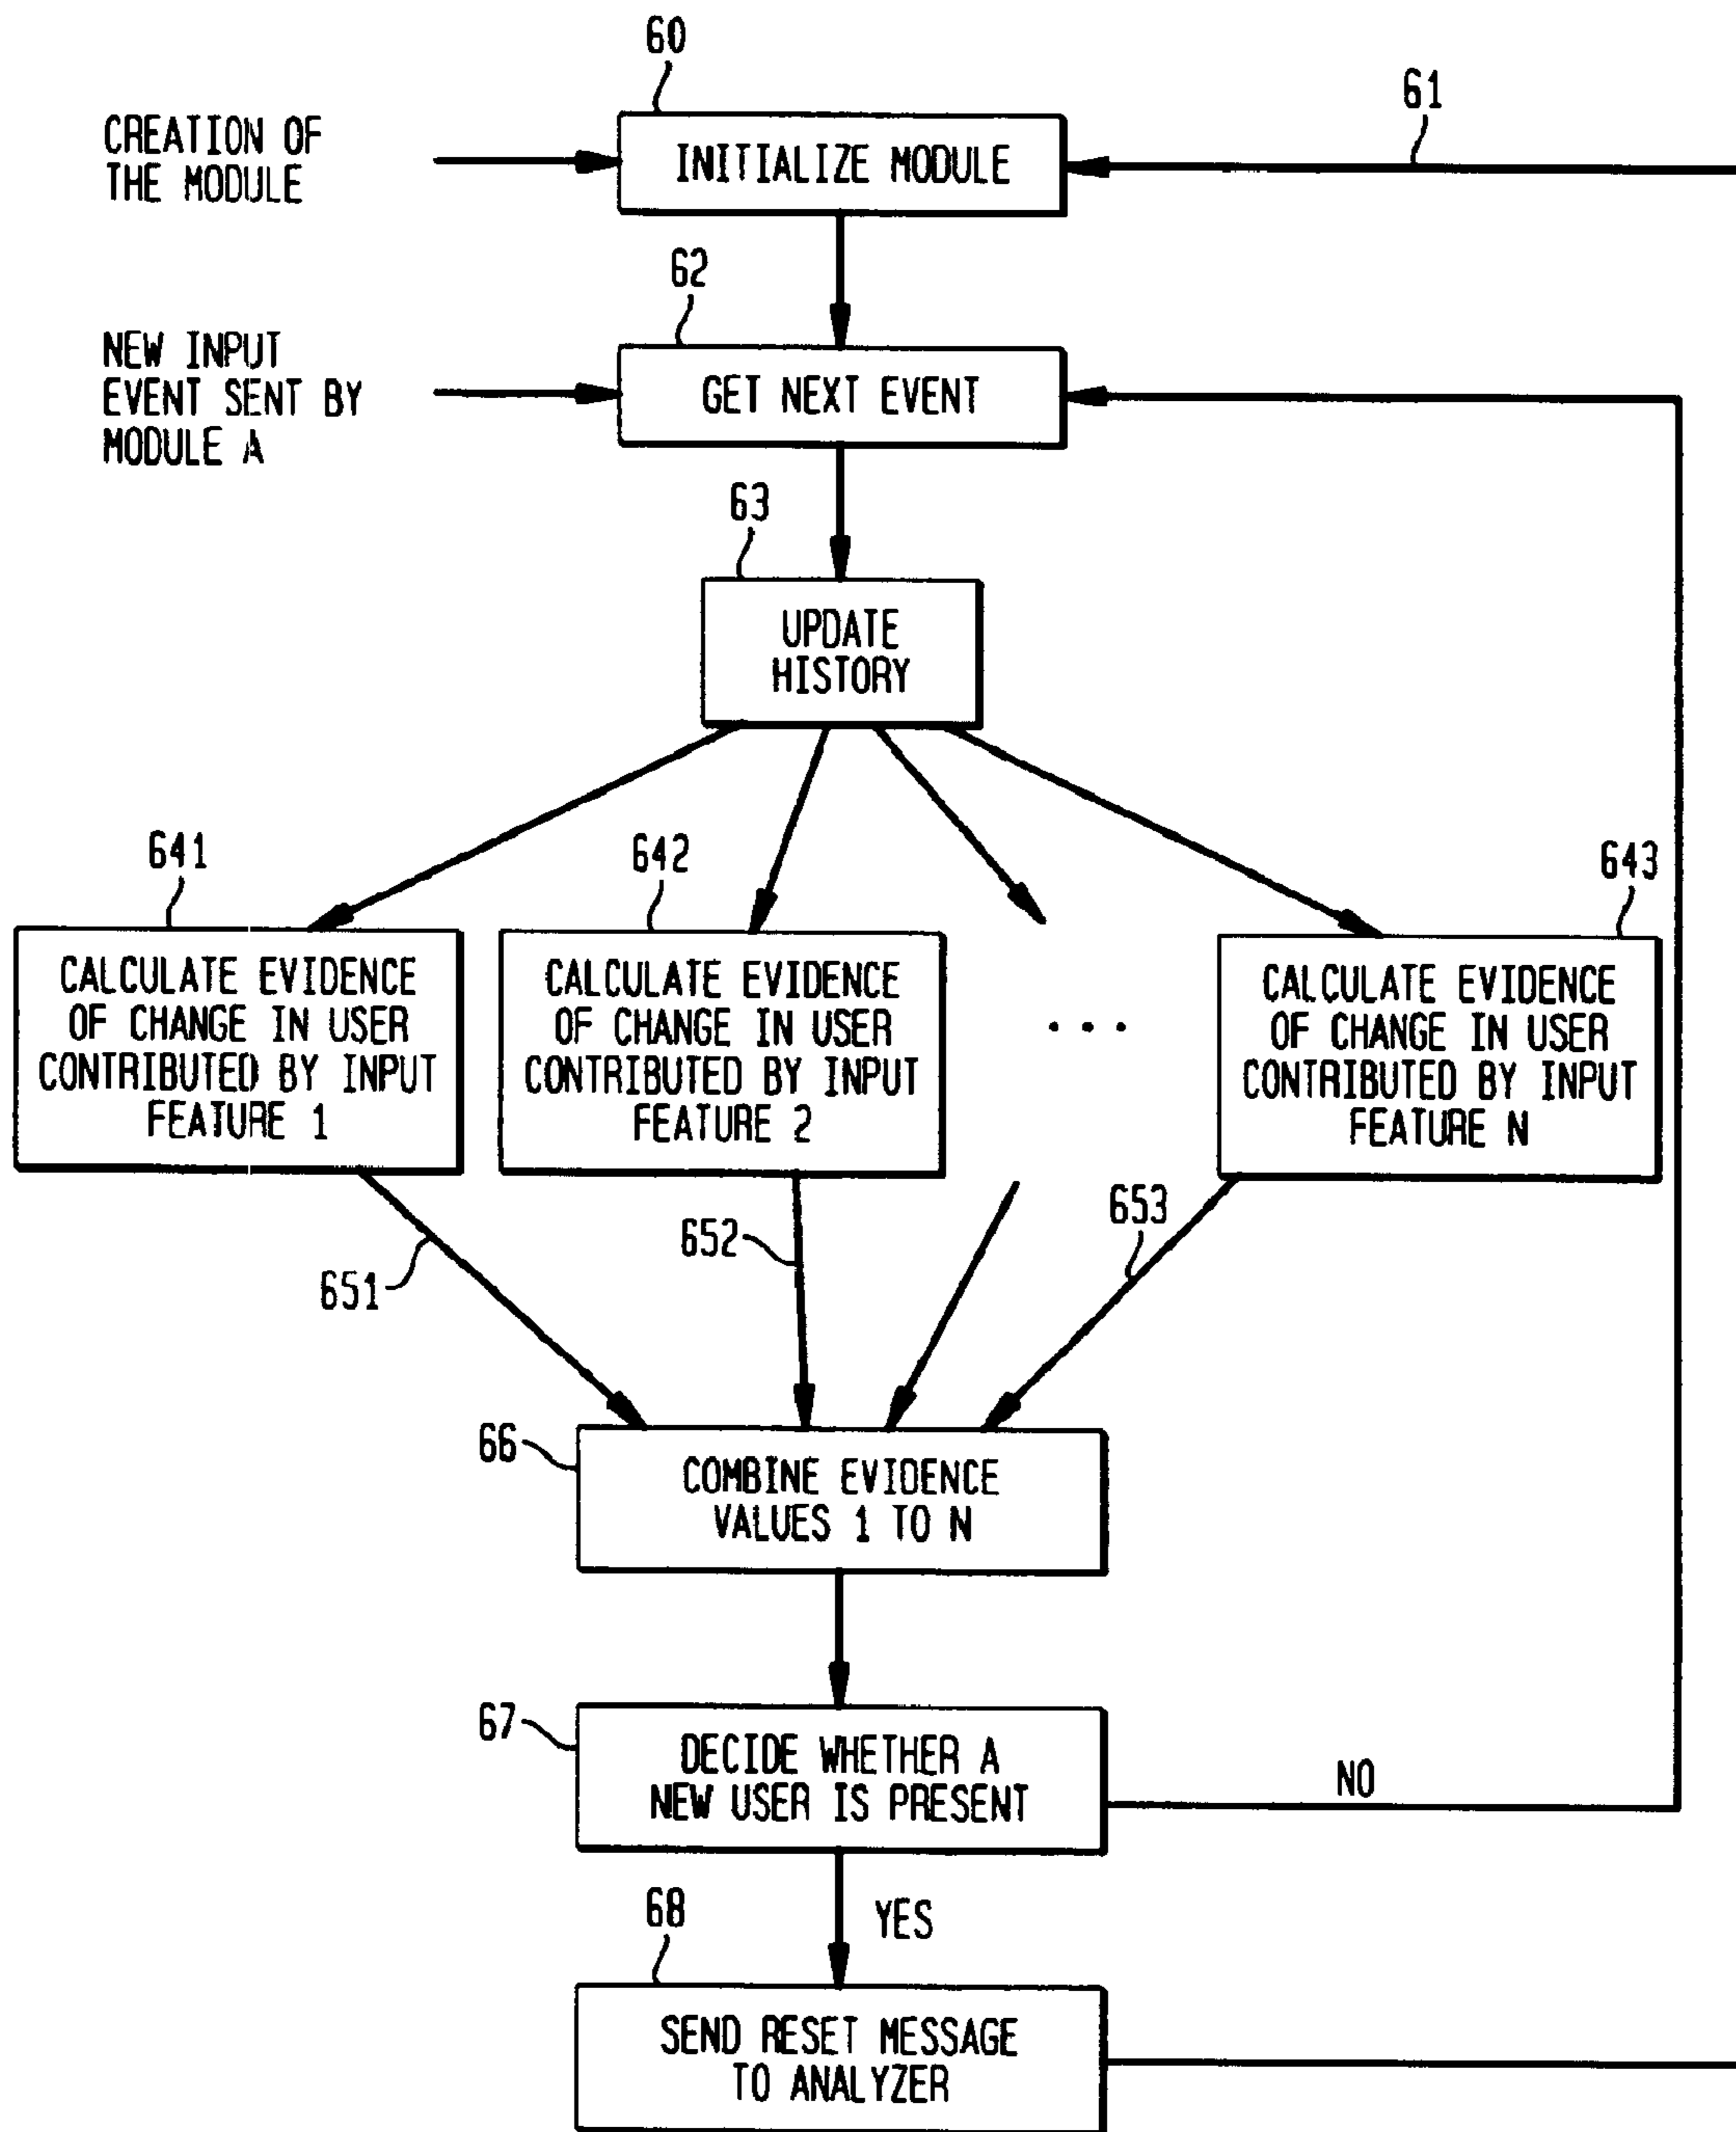 60
61
CREATION OF
THE MODULE
INITIALIZE MODULE
62
NEW INPUT
EVENT SENT BY
MODULE A
GET NEXT EVENT
63
UPDATE
HISTORY
641
642
643
CALCULATE EVIDENCE
OF CHANGE IN USER
CONTRIBUTED BY INPUT
FEATURE 1
CALCULATE EVIDENCE
OF CHANGE IN USER
CONTRIBUTED BY INPUT
FEATURE 2
...
CALCULATE EVIDENCE
OF CHANGE IN USER
CONTRIBUTED BY INPUT
FEATURE N
651
652
653
66
COMBINE EVIDENCE
VALUES 1 TO N
67
DECIDE WHETHER A
NEW USER IS PRESENT
NO
68
YES
SEND RESET MESSAGE
TO ANALYZER